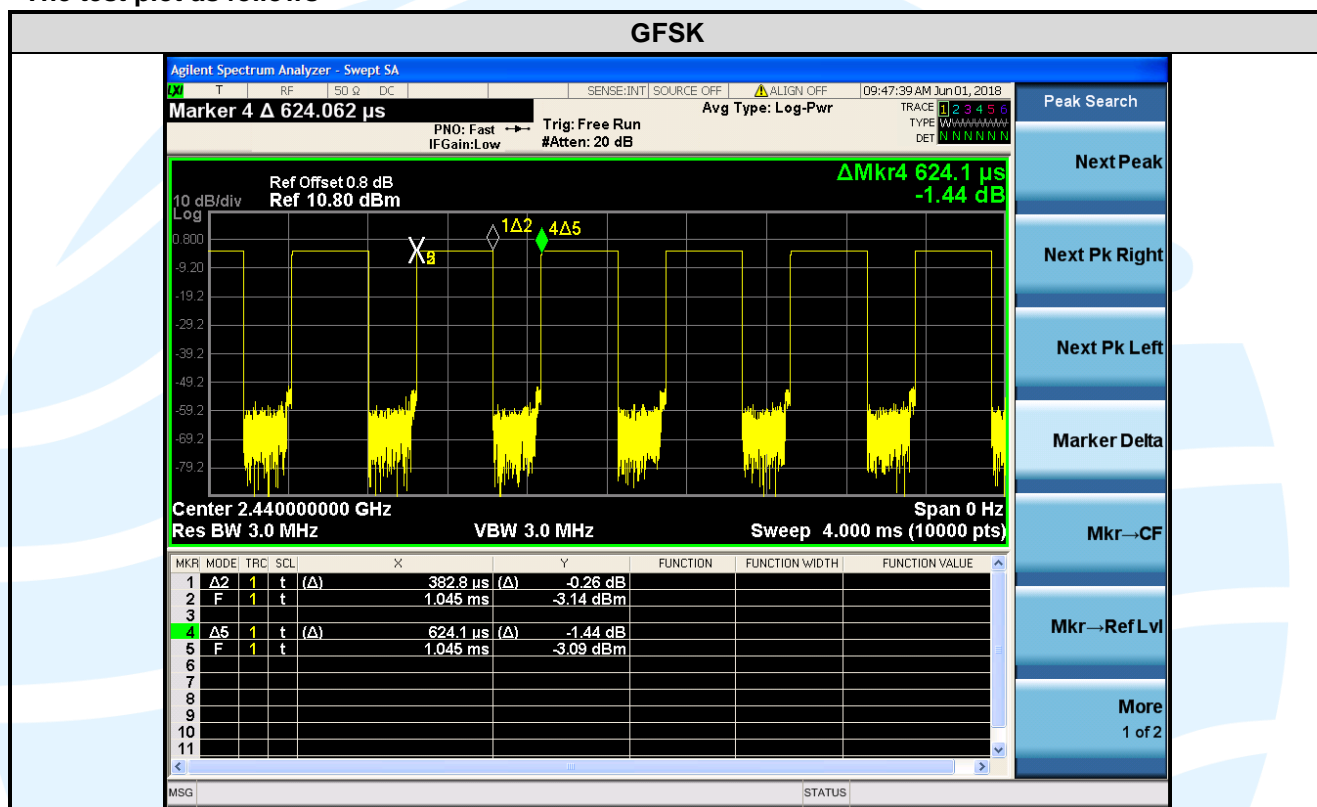 The test plot as follows
GFSK
Agilent Spectrum Analyzer - Swept SA
LXI T RF 50 Ω DC SENSE:INT SOURCE OFF ALIGN OFF 09:47:39 AM Jun 01, 2018
Marker 4 Δ 624.062 µs
PNO: Fast
IFGain:Low
Trig: Free Run
#Atten: 20 dB
Avg Type: Log-Pwr
TRACE 1 2 3 4 5 6
TYPE W
DET N N N N N N
Peak Search
Next Peak
Next Pk Right
Next Pk Left
Marker Delta
Mkr→CF
Mkr→Ref Lvl
More
1 of 2
ΔMkr4 624.1 µs
-1.44 dB
Ref Offset 0.8 dB
10 dB/div Ref 10.80 dBm
Log
0.800
-9.20
-19.2
-29.2
-39.2
-49.2
-59.2
-69.2
-79.2
1Δ2
4Δ5
Center 2.440000000 GHz Span 0 Hz
Res BW 3.0 MHz VBW 3.0 MHz Sweep 4.000 ms (10000 pts)
MKR MODE TRC SCL X Y FUNCTION FUNCTION WIDTH FUNCTION VALUE
1 Δ2 1 t (Δ) 382.8 µs (Δ) -0.26 dB
2 F 1 t 1.045 ms -3.14 dBm
3
4 Δ5 1 t (Δ) 624.1 µs (Δ) -1.44 dB
5 F 1 t 1.045 ms -3.09 dBm
6
7
8
9
10
11
MSG STATUS